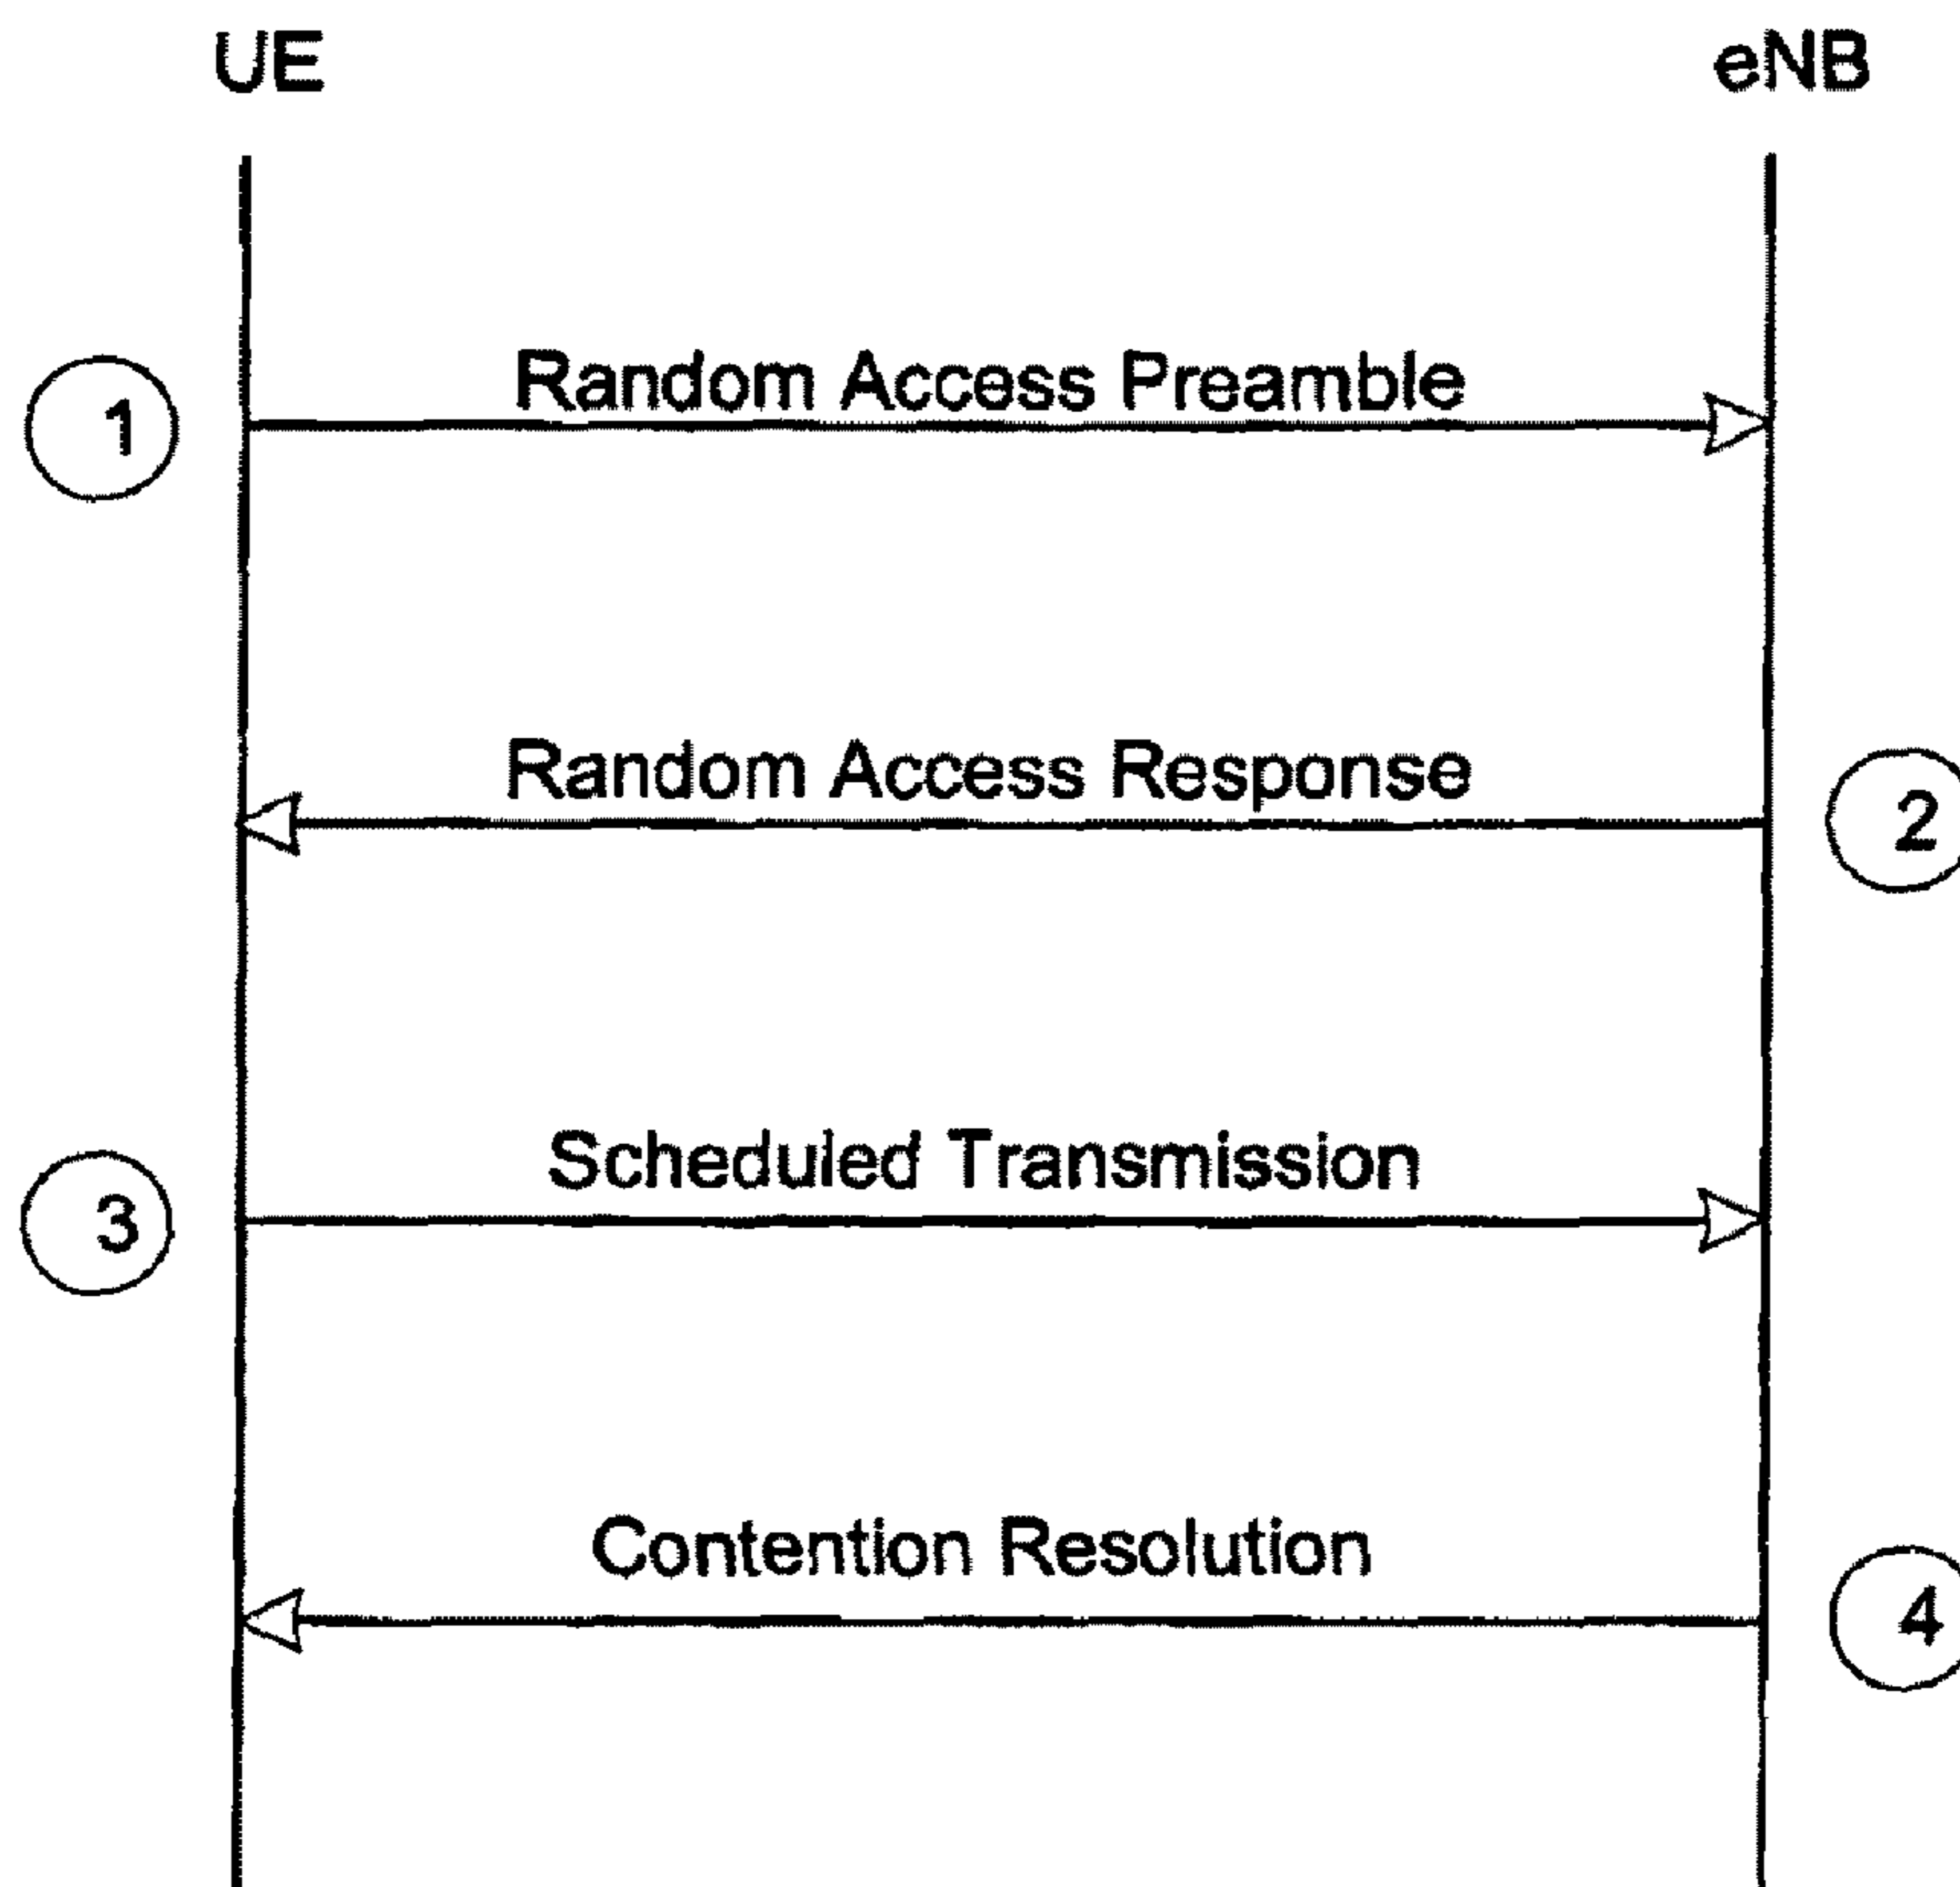 UE eNB
Random Access Preamble
1
Random Access Response
2
Scheduled Transmission
3
Contention Resolution
4